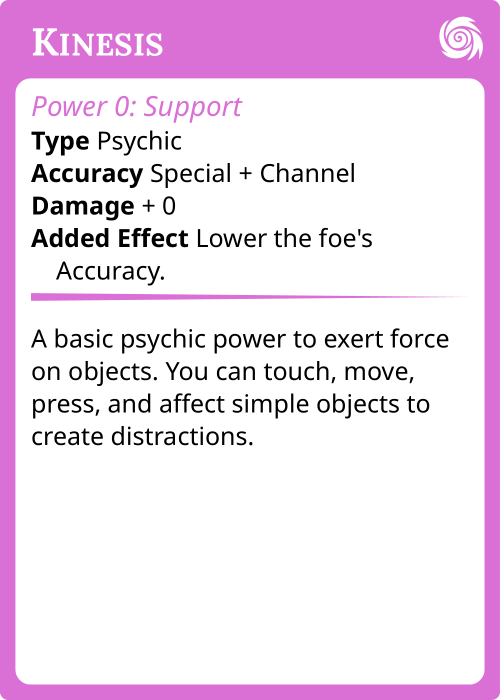 Kinesis
Power 0: Support
Type Psychic
Accuracy Special + Channel
Damage + 0
Added Effect Lower the foe's
Accuracy.
A basic psychic power to exert force
on objects. You can touch, move,
press, and affect simple objects to
create distractions.